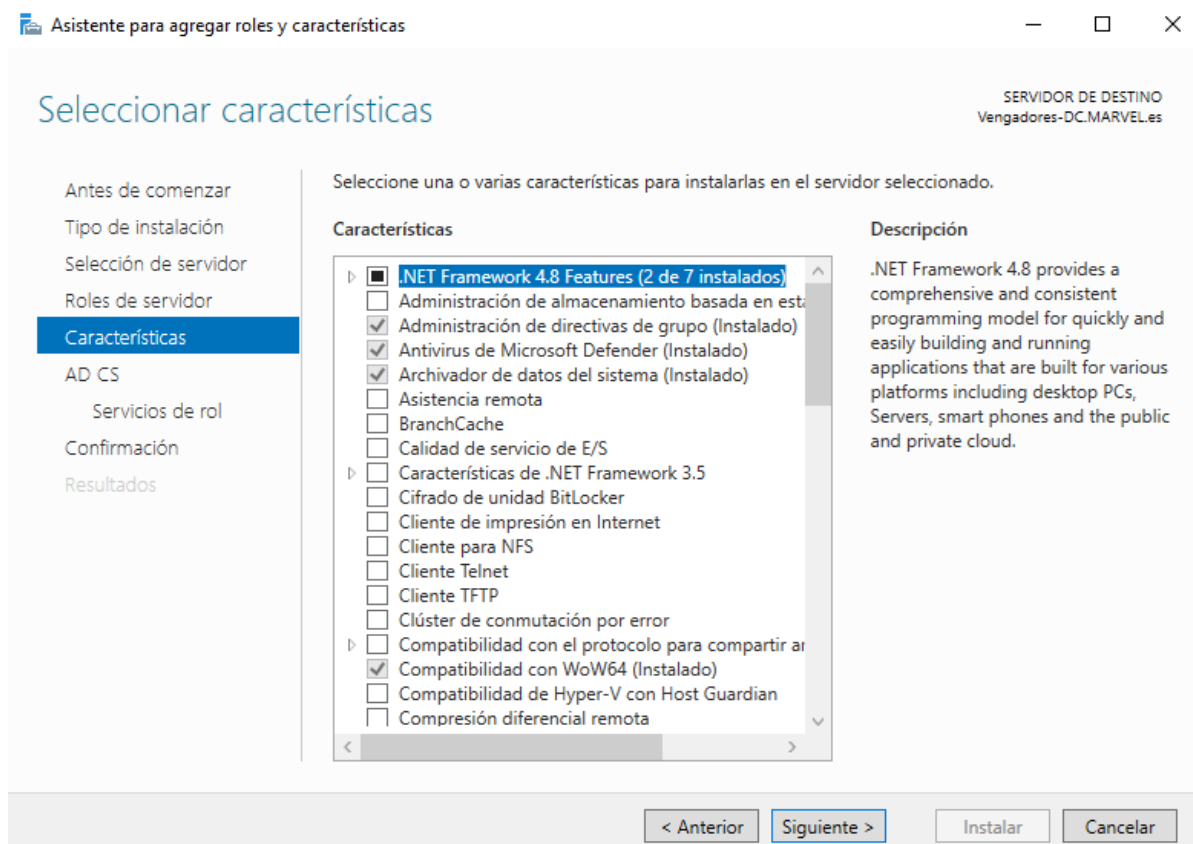 Asistente para agregar roles y características
Seleccionar características
SERVIDOR DE DESTINO
Vengadores-DC.MARVEL.es
Antes de comenzar
Tipo de instalación
Selección de servidor
Roles de servidor
Características
AD CS
Servicios de rol
Confirmación
Resultados
Seleccione una o varias características para instalarlas en el servidor seleccionado.
Características
.NET Framework 4.8 Features (2 de 7 instalados)
Administración de almacenamiento basada en está
Administración de directivas de grupo (Instalado)
Antivirus de Microsoft Defender (Instalado)
Archivador de datos del sistema (Instalado)
Asistencia remota
BranchCache
Calidad de servicio de E/S
Características de .NET Framework 3.5
Cifrado de unidad BitLocker
Cliente de impresión en Internet
Cliente para NFS
Cliente Telnet
Cliente TFTP
Clúster de conmutación por error
Compatibilidad con el protocolo para compartir ar
Compatibilidad con WoW64 (Instalado)
Compatibilidad de Hyper-V con Host Guardian
Compresión diferencial remota
Descripción
.NET Framework 4.8 provides a
comprehensive and consistent
programming model for quickly and
easily building and running
applications that are built for various
platforms including desktop PCs,
Servers, smart phones and the public
and private cloud.
< Anterior
Siguiente >
Instalar
Cancelar